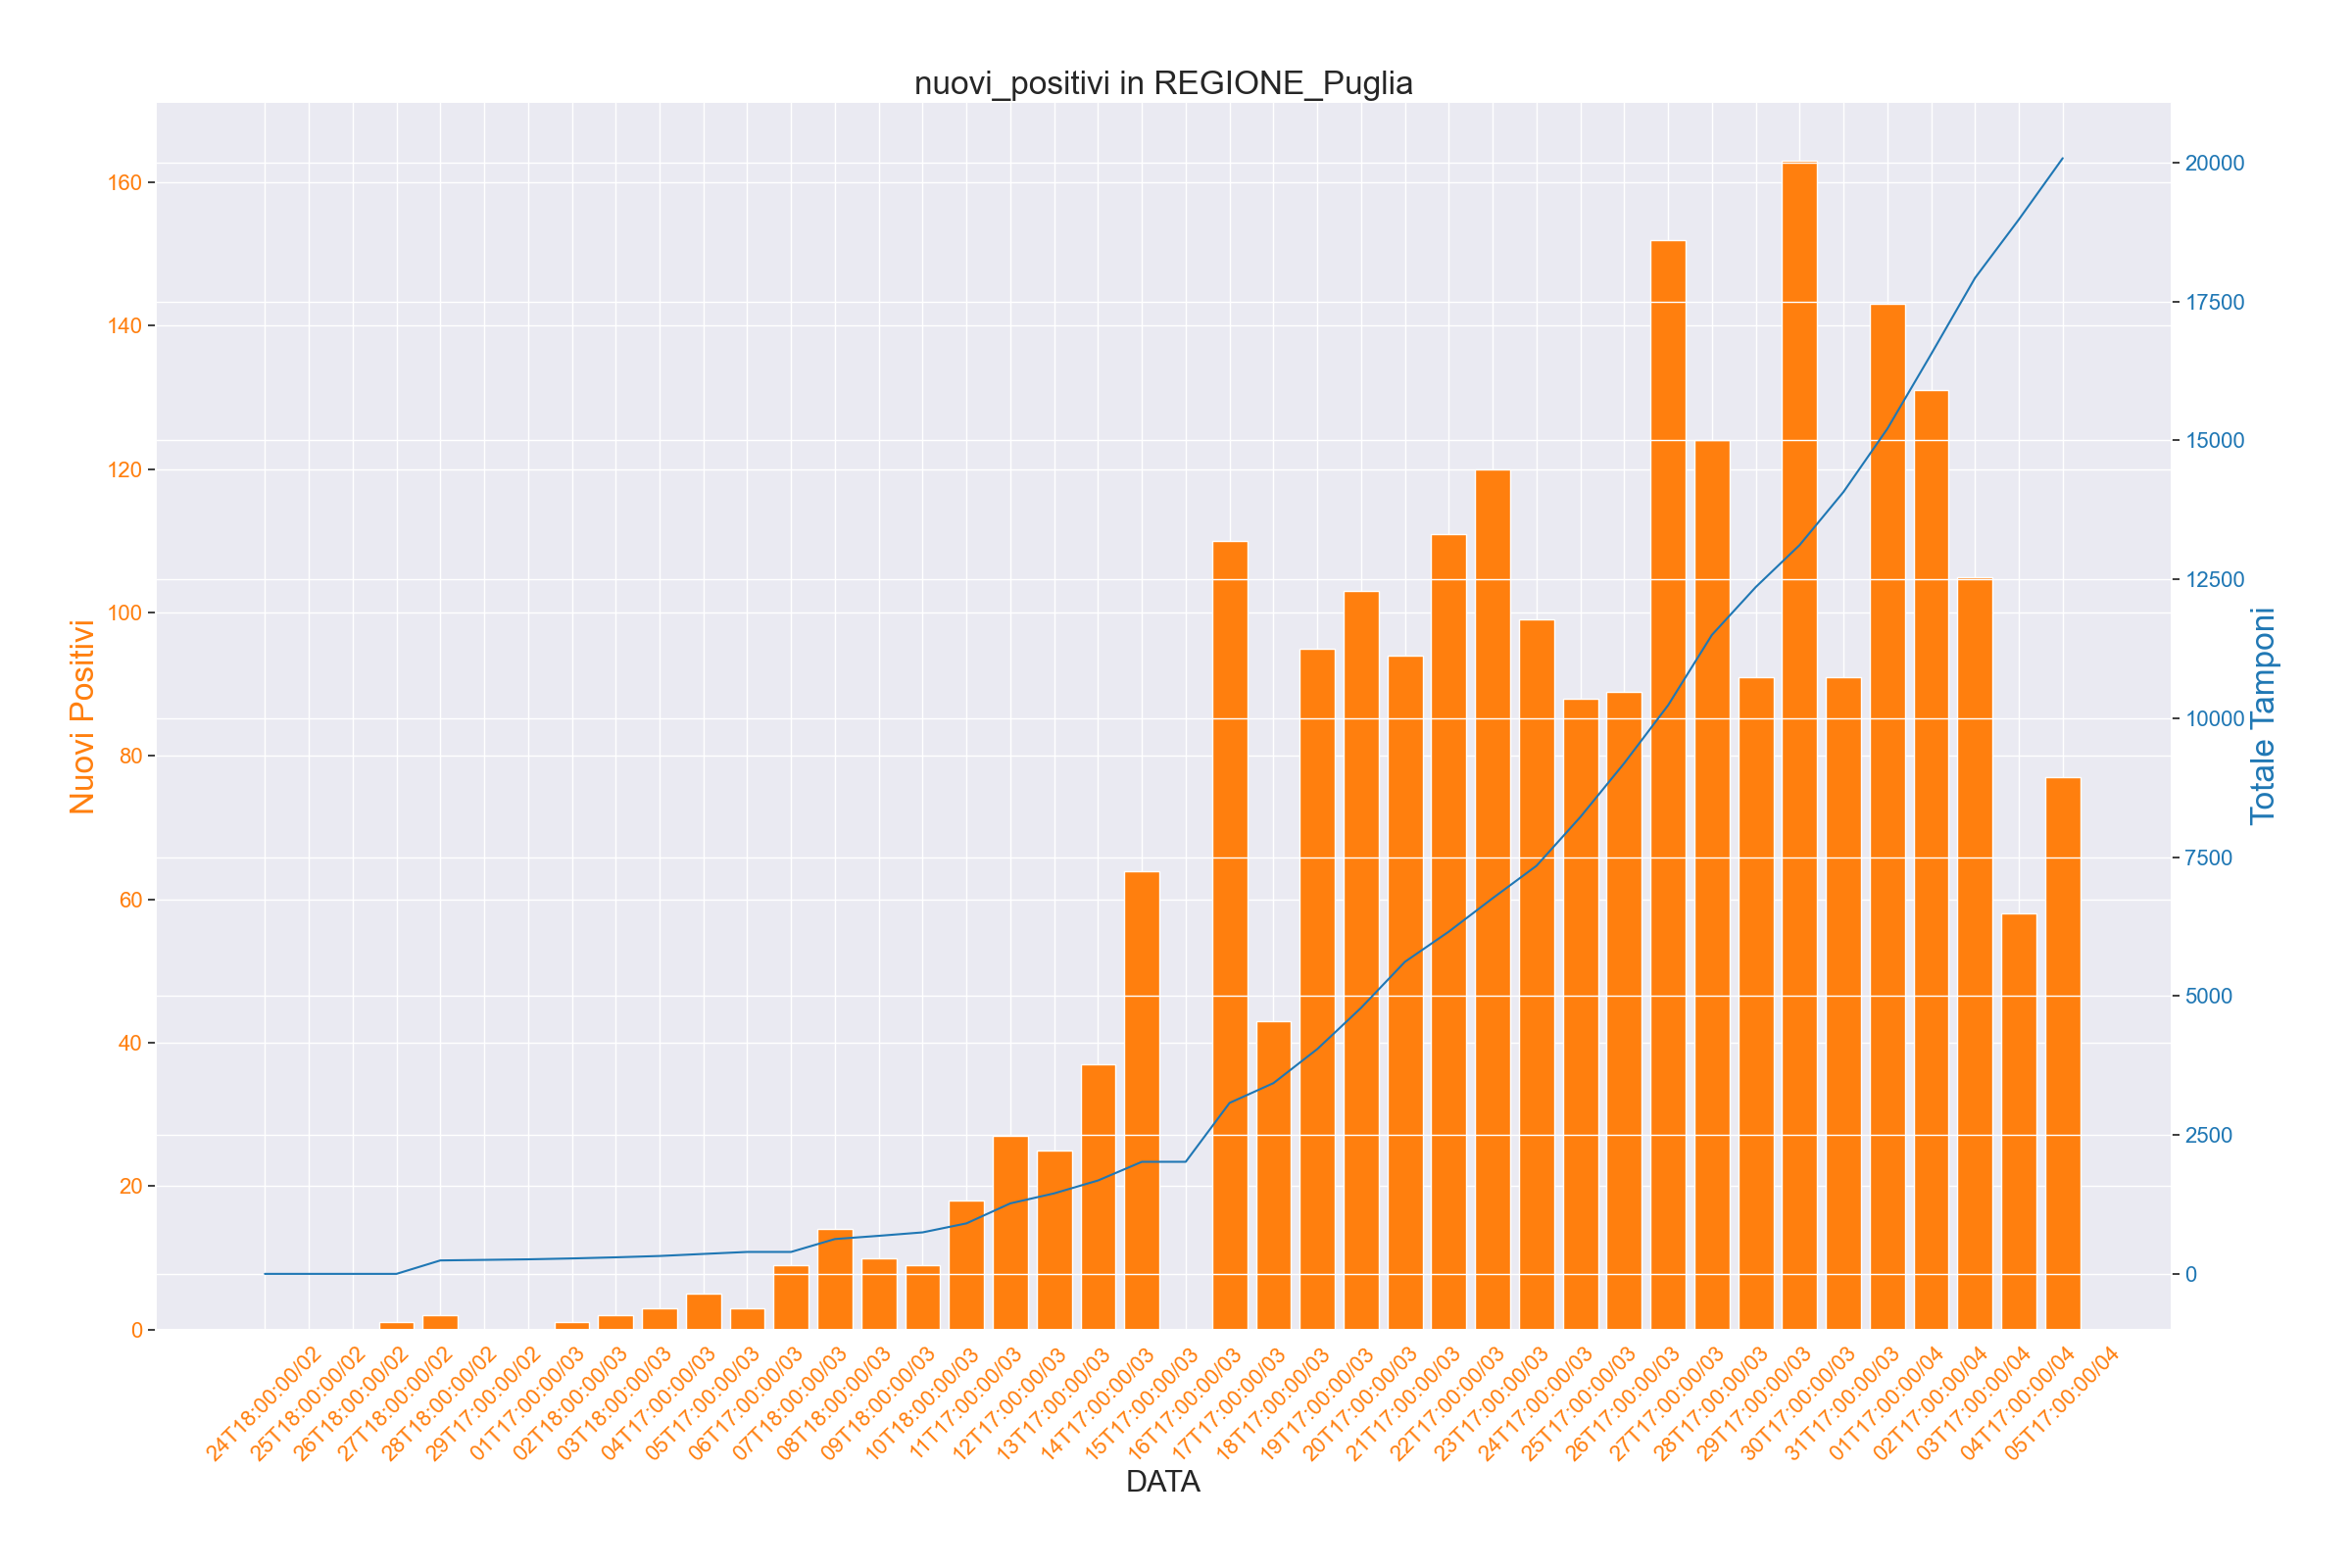 nuovi_positivi in REGIONE_Puglia
Nuovi Positivi
160
140
120
100
80
60
40
20
0
20000
17500
15000
12500
10000
7500
5000
2500
0
Totale Tamponi
24T18:00:00/02
25T18:00:00/02
26T18:00:00/02
27T18:00:00/02
28T18:00:00/02
29T17:00:00/02
01T17:00:00/03
02T18:00:00/03
03T18:00:00/03
04T17:00:00/03
05T17:00:00/03
06T17:00:00/03
07T18:00:00/03
08T18:00:00/03
09T18:00:00/03
10T18:00:00/03
11T17:00:00/03
12T17:00:00/03
13T17:00:00/03
14T17:00:00/03
15T17:00:00/03
16T17:00:00/03
17T17:00:00/03
18T17:00:00/03
19T17:00:00/03
20T17:00:00/03
21T17:00:00/03
22T17:00:00/03
23T17:00:00/03
24T17:00:00/03
25T17:00:00/03
26T17:00:00/03
27T17:00:00/03
28T17:00:00/03
29T17:00:00/03
30T17:00:00/03
31T17:00:00/03
01T17:00:00/04
02T17:00:00/04
03T17:00:00/04
04T17:00:00/04
05T17:00:00/04
DATA